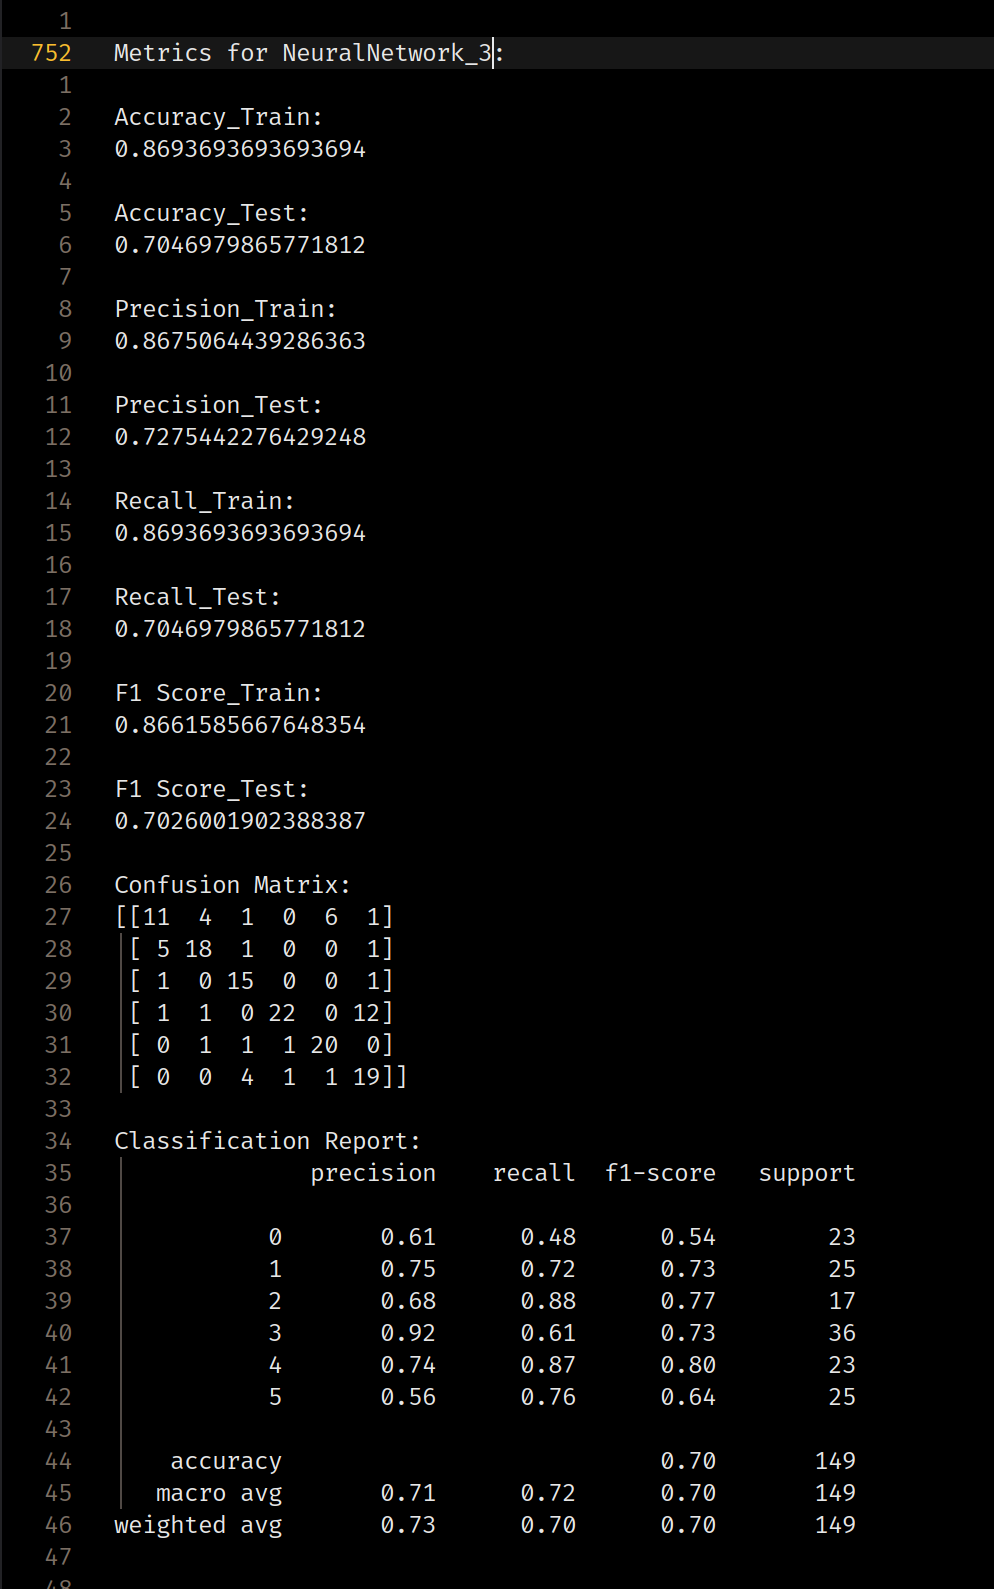 1
752 Metrics for NeuralNetwork_3:
1
2 Accuracy_Train:
3 0.8693693693693694
4
5 Accuracy_Test:
6 0.7046979865771812
7
8 Precision_Train:
9 0.8675064439286363
10
11 Precision_Test:
12 0.7275442276429248
13
14 Recall_Train:
15 0.8693693693693694
16
17 Recall_Test:
18 0.7046979865771812
19
20 F1 Score_Train:
21 0.8661585667648354
22
23 F1 Score_Test:
24 0.7026001902388387
25
26 Confusion Matrix:
27 [[11  4  1  0  6  1]
28  [ 5 18  1  0  0  1]
29  [ 1  0 15  0  0  1]
30  [ 1  1  0 22  0 12]
31  [ 0  1  1  1 20  0]
32  [ 0  0  4  1  1 19]]
33
34 Classification Report:
35               precision    recall  f1-score   support
36
37            0       0.61      0.48      0.54        23
38            1       0.75      0.72      0.73        25
39            2       0.68      0.88      0.77        17
40            3       0.92      0.61      0.73        36
41            4       0.74      0.87      0.80        23
42            5       0.56      0.76      0.64        25
43
44     accuracy                           0.70       149
45    macro avg       0.71      0.72      0.70       149
46 weighted avg       0.73      0.70      0.70       149
47
48